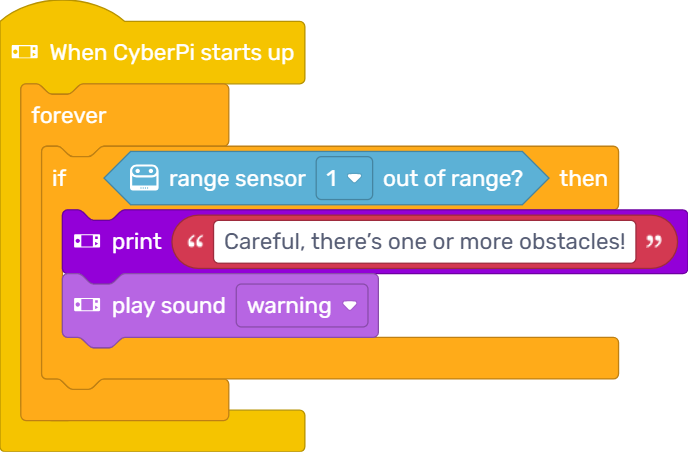 When CyberPi starts up
forever
if range sensor 1 out of range? then
print “ Careful, there’s one or more obstacles! ”
play sound warning